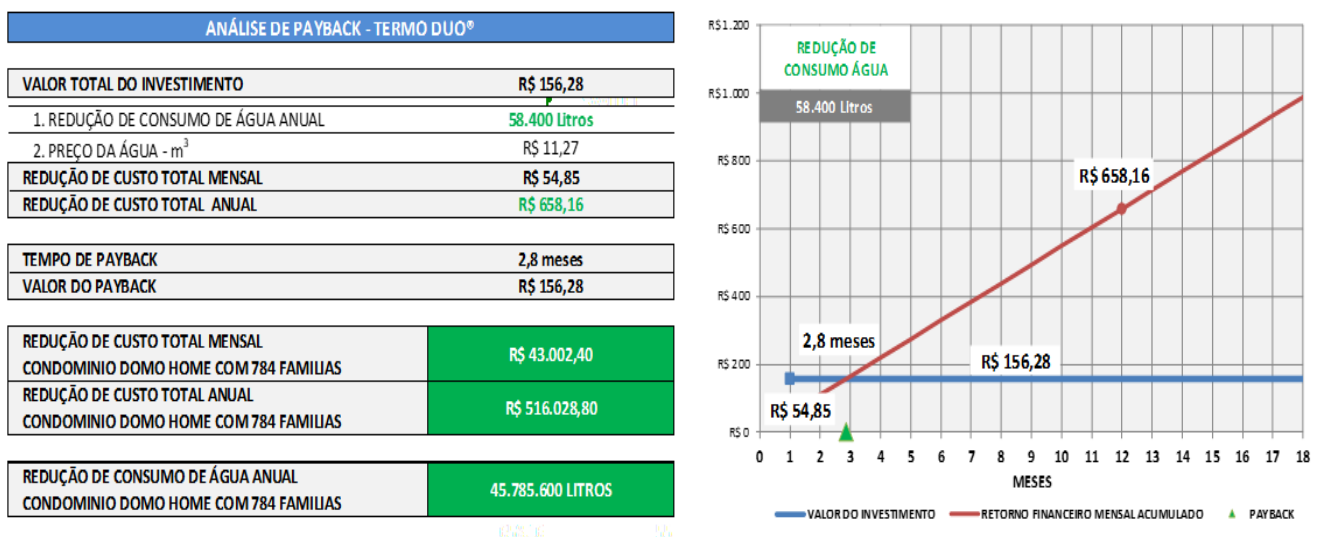 ANÁLISE DE PAYBACK - TERMO DUO®
VALOR TOTAL DO INVESTIMENTO R$ 156,28
1. REDUÇÃO DE CONSUMO DE ÁGUA ANUAL 58.400 Litros
2. PREÇO DA ÁGUA - m³ R$ 11,27
REDUÇÃO DE CUSTO TOTAL MENSAL R$ 54,85
REDUÇÃO DE CUSTO TOTAL ANUAL R$ 658,16
TEMPO DE PAYBACK 2,8 meses
VALOR DO PAYBACK R$ 156,28
REDUÇÃO DE CUSTO TOTAL MENSAL
CONDOMINIO DOMO HOME COM 784 FAMILIAS
R$ 43.002,40
REDUÇÃO DE CUSTO TOTAL ANUAL
CONDOMINIO DOMO HOME COM 784 FAMILIAS
R$ 516.028,80
REDUÇÃO DE CONSUMO DE ÁGUA ANUAL
CONDOMINIO DOMO HOME COM 784 FAMILIAS
45.785.600 LITROS
R$1.200
R$1.000
R$800
R$600
R$400
R$200
R$0
REDUÇÃO DE
CONSUMO ÁGUA
58.400 Litros
R$ 658,16
2,8 meses
R$ 156,28
R$ 54,85
0 1 2 3 4 5 6 7 8 9 10 11 12 13 14 15 16 17 18
MESES
VALOR DO INVESTIMENTO RETORNO FINANCEIRO MENSAL ACUMULADO PAYBACK